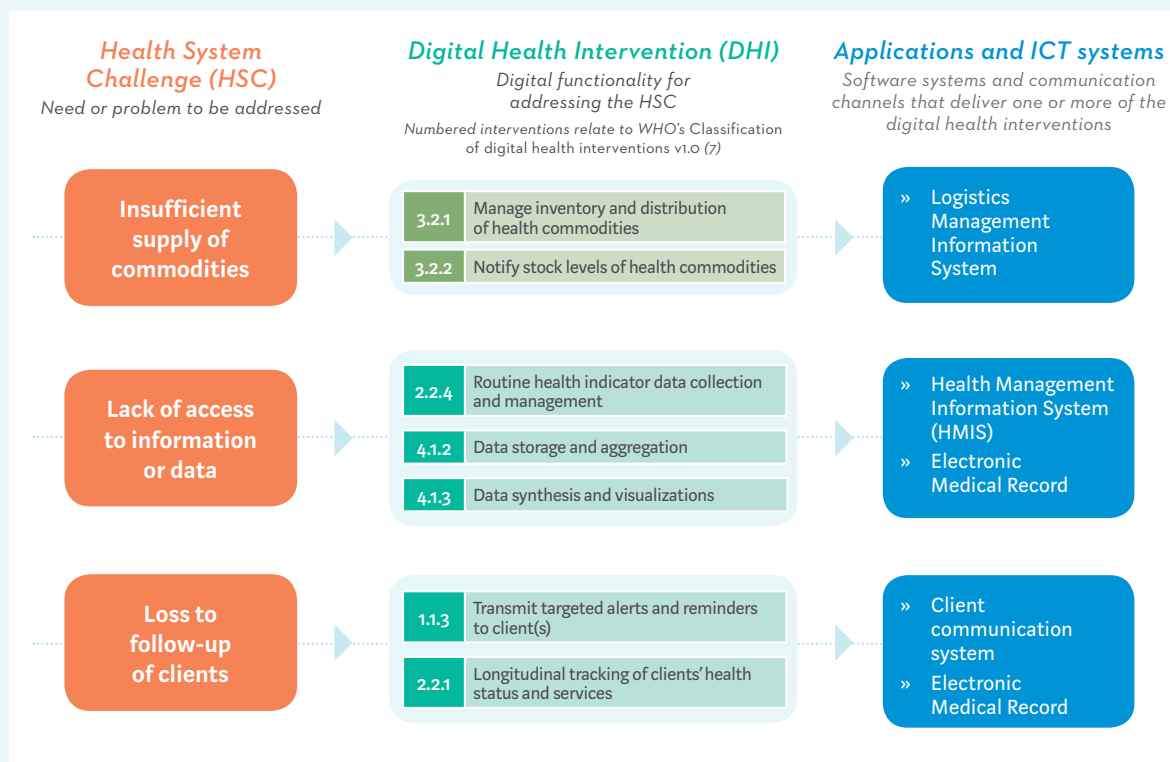 Health System
Challenge (HSC)
Need or problem to be addressed
Digital Health Intervention (DHI)
Digital functionality for
addressing the HSC
Numbered interventions relate to WHO's Classification
of digital health interventions v1.0 (7)
Applications and ICT systems
Software systems and communication
channels that deliver one or more of the
digital health interventions
Insufficient
supply of
commodities
3.2.1 Manage inventory and distribution
of health commodities
3.2.2 Notify stock levels of health commodities
» Logistics
Management
Information
System
Lack of access
to information
or data
2.2.4 Routine health indicator data collection
and management
4.1.2 Data storage and aggregation
4.1.3 Data synthesis and visualizations
» Health Management
Information System
(HMIS)
» Electronic
Medical Record
Loss to
follow-up
of clients
1.1.3 Transmit targeted alerts and reminders
to client(s)
2.2.1 Longitudinal tracking of clients' health
status and services
» Client
communication
system
» Electronic
Medical Record